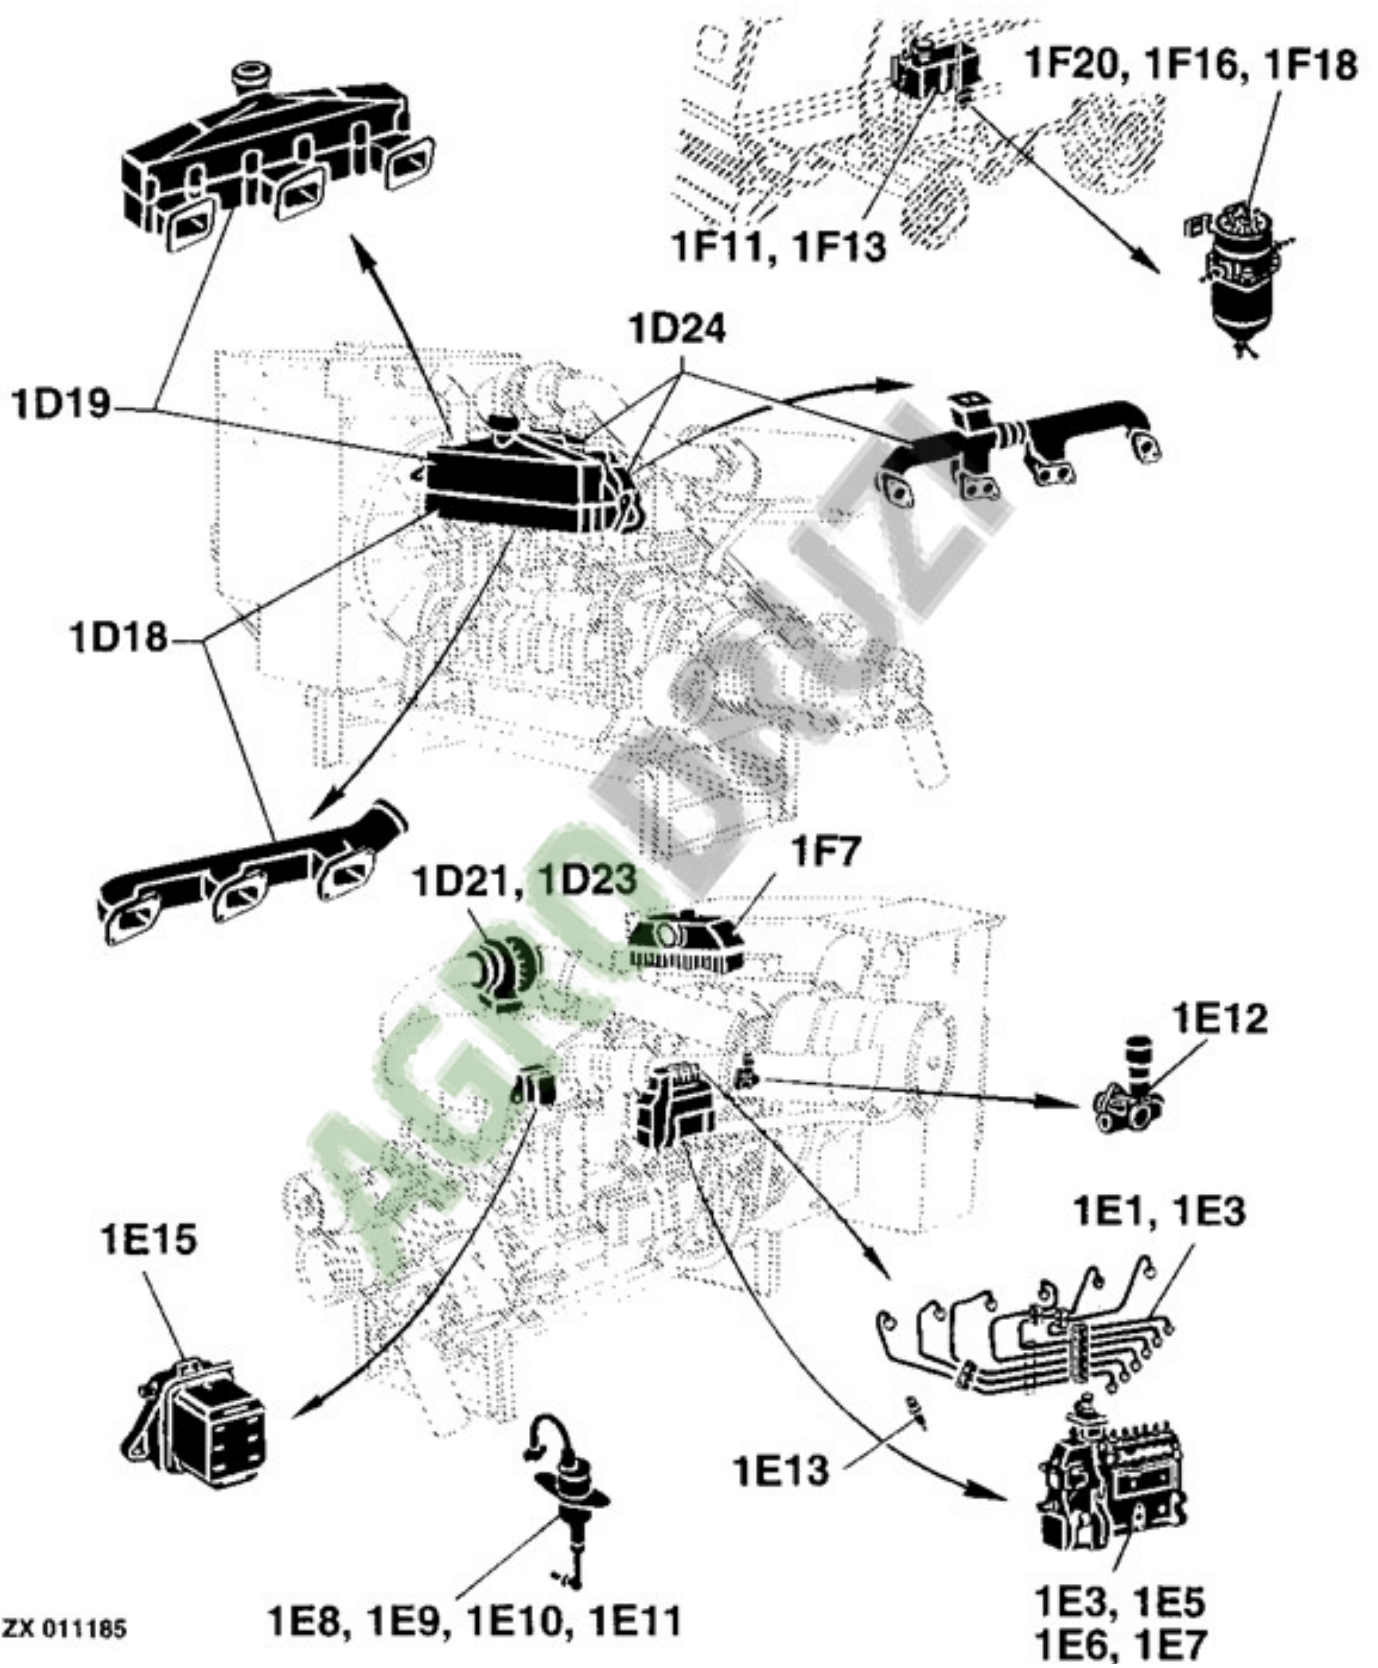 1F20, 1F16, 1F18
1F11, 1F13
1D24
1D19
1D18
1F7
1D21, 1D23
AGRODRUZI
1E12
1E1, 1E3
1E15
1E13
1E8, 1E9, 1E10, 1E11
1E3, 1E5
1E6, 1E7
ZX 011185